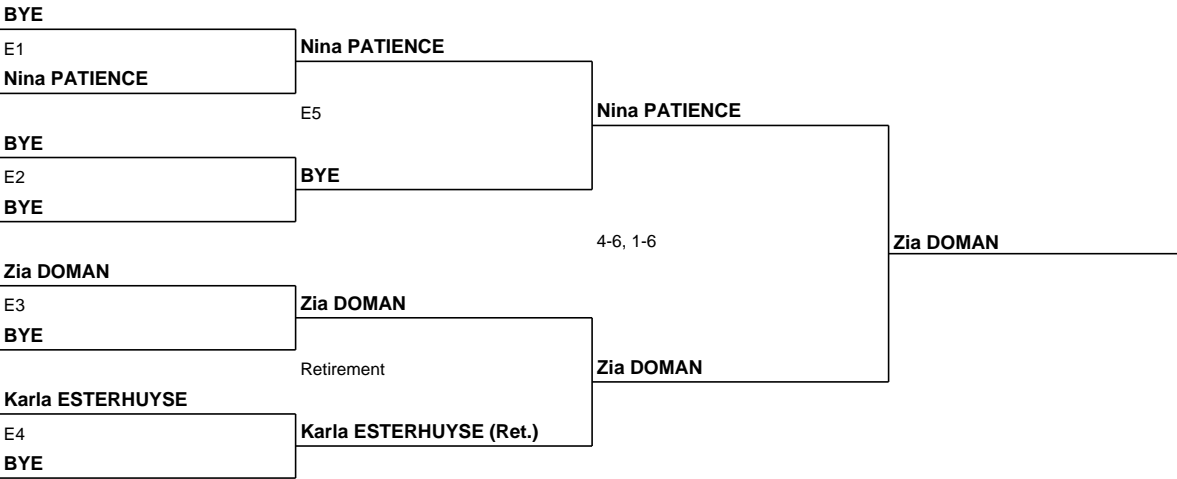 BYE
E1
Nina PATIENCE
Nina PATIENCE
E5
Nina PATIENCE
BYE
E2
BYE
BYE
4-6, 1-6
Zia DOMAN
Zia DOMAN
E3
Zia DOMAN
BYE
Retirement
Zia DOMAN
Karla ESTERHUYSE
E4
Karla ESTERHUYSE (Ret.)
BYE